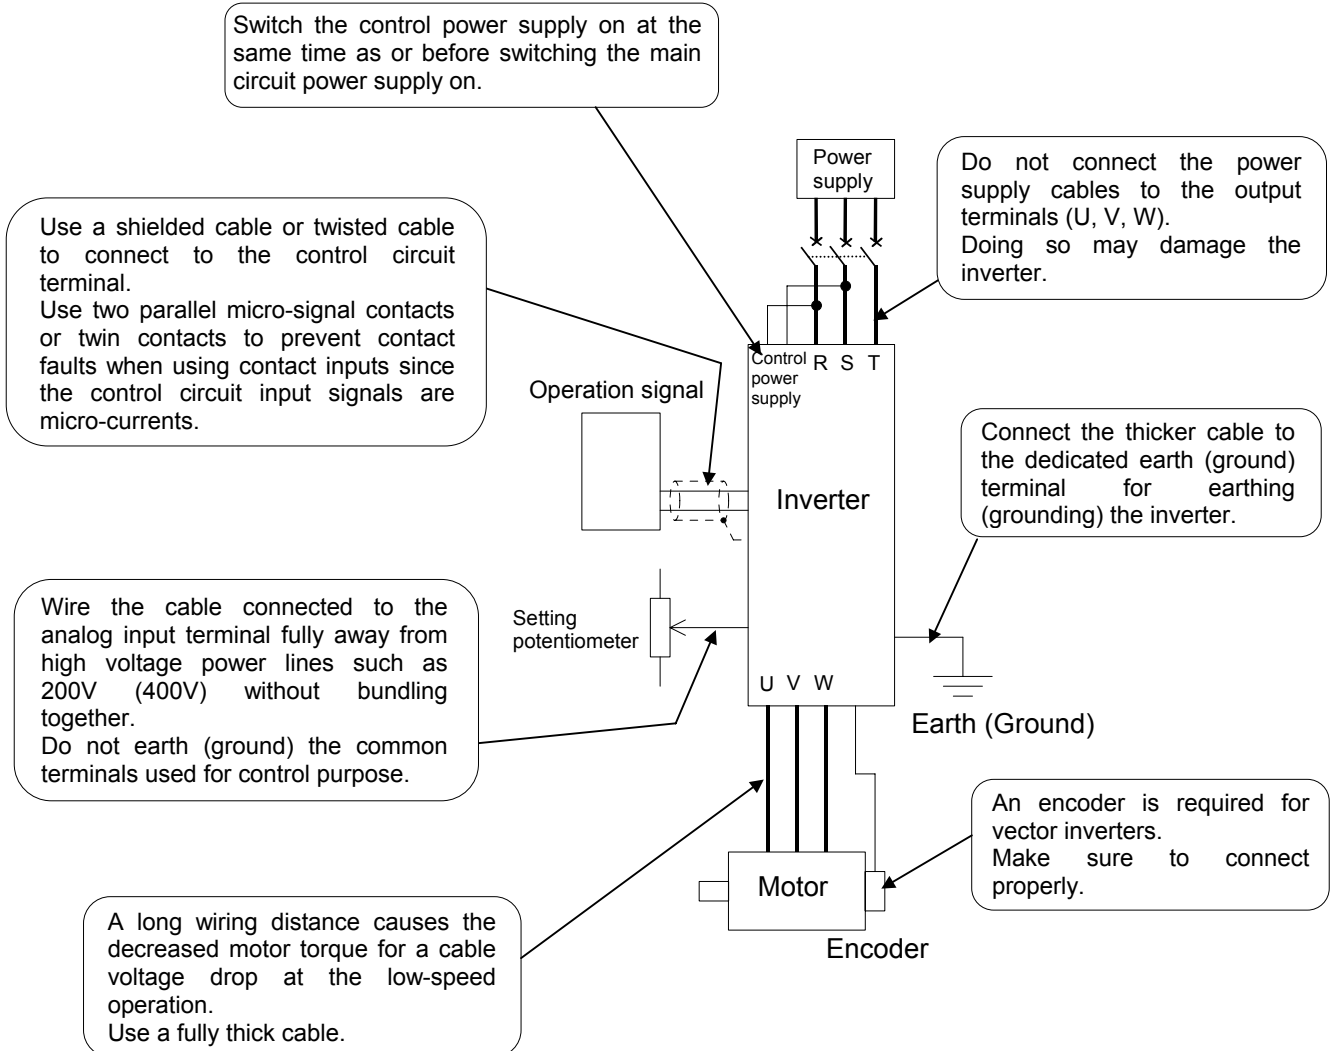 Switch the control power supply on at the
same time as or before switching the main
circuit power supply on.
Power
supply
Do not connect the power
supply cables to the output
terminals (U, V, W).
Doing so may damage the
inverter.
Use a shielded cable or twisted cable
to connect to the control circuit
terminal.
Use two parallel micro-signal contacts
or twin contacts to prevent contact
faults when using contact inputs since
the control circuit input signals are
micro-currents.
Control
power
supply
R S T
Operation signal
Inverter
Connect the thicker cable to
the dedicated earth (ground)
terminal for earthing
(grounding) the inverter.
Wire the cable connected to the
analog input terminal fully away from
high voltage power lines such as
200V (400V) without bundling
together.
Do not earth (ground) the common
terminals used for control purpose.
Setting
potentiometer
U V W
Earth (Ground)
An encoder is required for
vector inverters.
Make sure to connect
properly.
Motor
Encoder
A long wiring distance causes the
decreased motor torque for a cable
voltage drop at the low-speed
operation.
Use a fully thick cable.